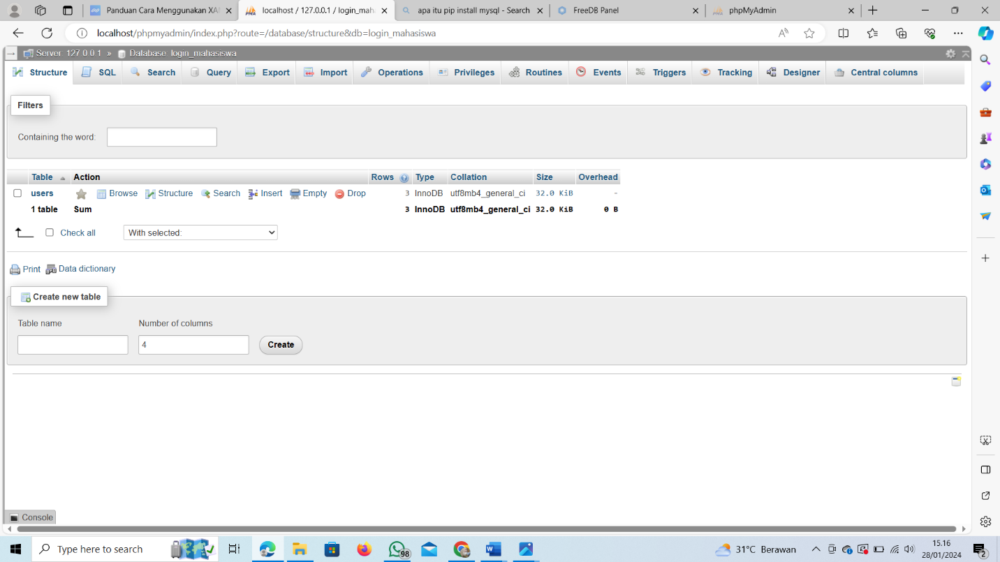 Panduan Cara Menggunakan XAI
localhost / 127.0.0.1 / login_mah
apa itu pip install mysql - Search
FreeDB Panel
phpMyAdmin
localhost/phpmyadmin/index.php?route=/database/structure&db=login_mahasiswa
Server 127.0.0.1 » Database login_mahasiswa
Structure SQL Search Query Export Import Operations Privileges Routines Events Triggers Tracking Designer Central columns
Filters
Containing the word:
Table Action Rows Type Collation Size Overhead
users Browse Structure Search Insert Empty Drop 3 InnoDB utf8mb4_general_ci 32.0 KiB -
1 table Sum 3 InnoDB utf8mb4_general_ci 32.0 KiB 0 B
Check all With selected:
Print Data dictionary
Create new table
Table name Number of columns
4 Create
Console
Type here to search
98
31°C Berawan
15.16
28/01/2024
2